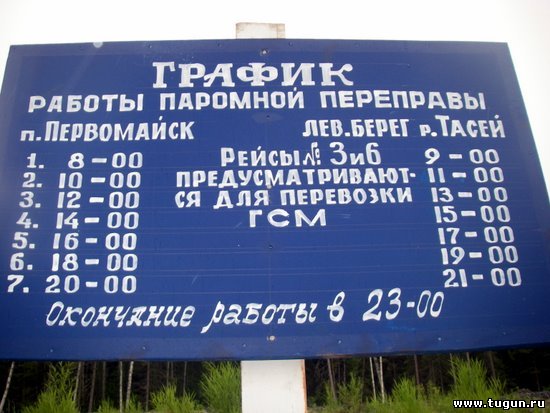 ГРАФИК
РАБОТЫ ПАРОМНОЙ ПЕРЕПРАВЫ
п. ПЕРВОМАЙСК ЛЕВ. БЕРЕГ р. ТАСЕЙ
1. 8-00 РЕЙСЫ № 3 и 6 9-00
2. 10-00 ПРЕДУСМАТРИВАЮТ- 11-00
3. 12-00 СЯ ДЛЯ ПЕРЕВОЗКИ 13-00
4. 14-00 ГСМ 15-00
5. 16-00 17-00
6. 18-00 19-00
7. 20-00 21-00
Окончание работы в 23-00
www.tugun.ru